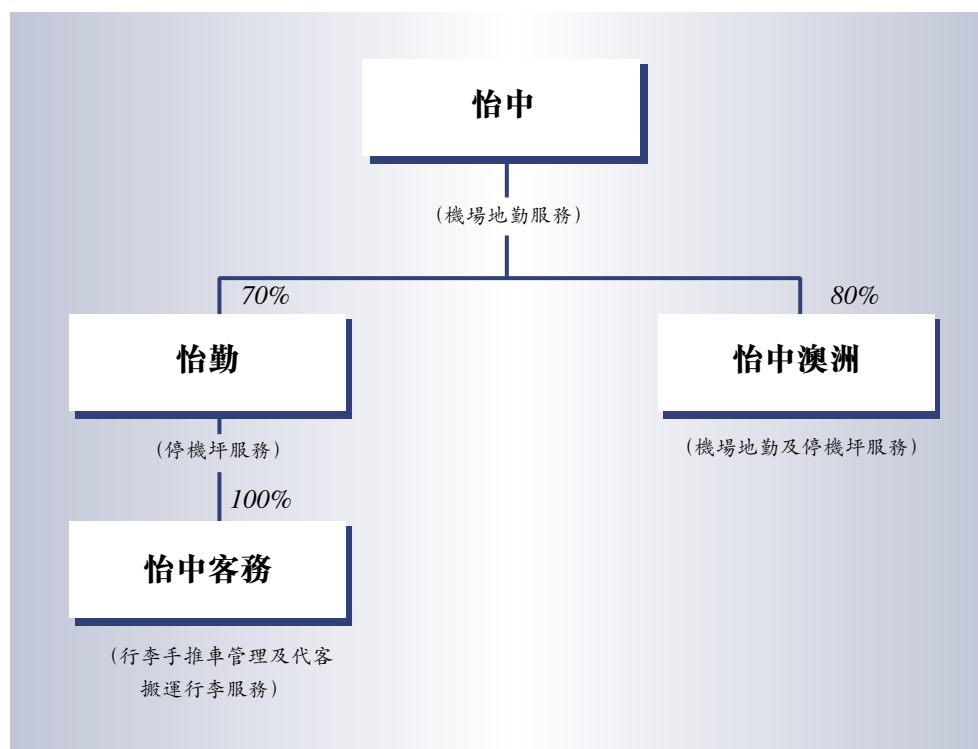 怡中
(機場地勤服務)
70%
80%
怡勤
怡中澳洲
(停機坪服務)
(機場地勤及停機坪服務)
100%
怡中客務
(行李手推車管理及代客
搬運行李服務)